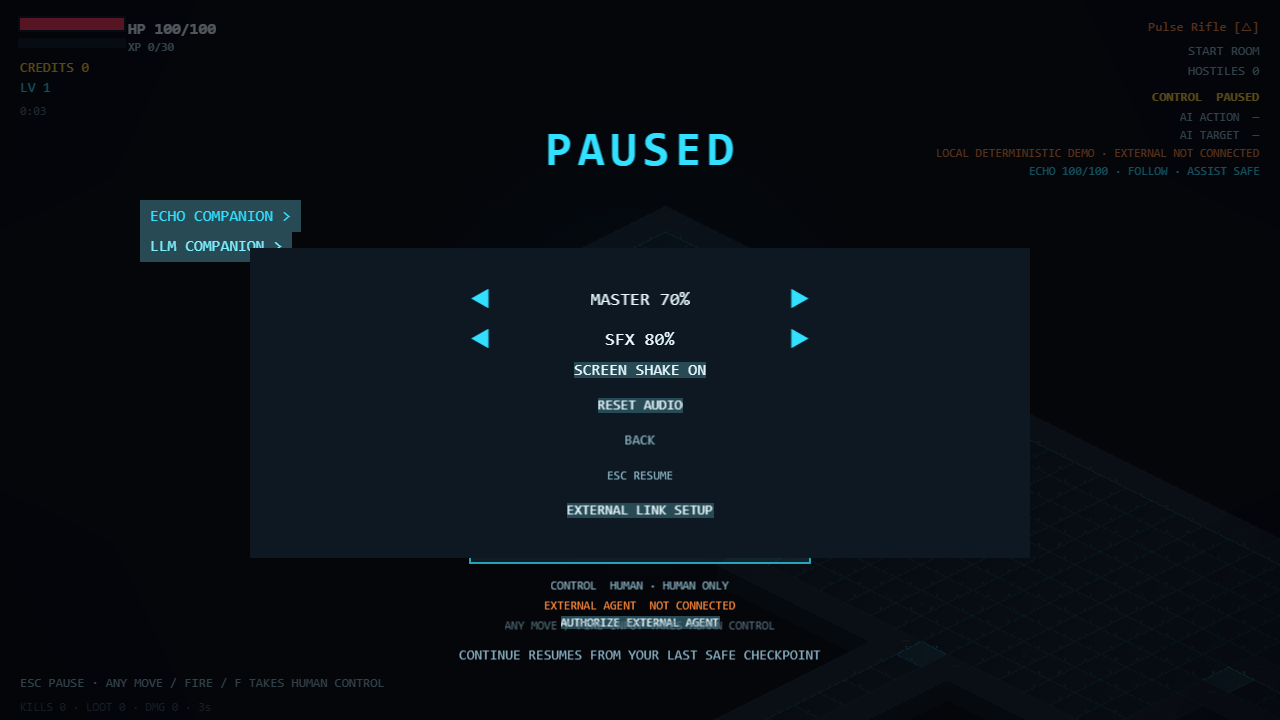 HP 100/100
XP 0/30
CREDITS 0
LV 1
0:03
Pulse Rifle [△]
START ROOM
HOSTILES 0
CONTROL  PAUSED
AI ACTION  —
AI TARGET  —
LOCAL DETERMINISTIC DEMO · EXTERNAL NOT CONNECTED
ECHO 100/100 · FOLLOW · ASSIST SAFE
PAUSED
ECHO COMPANION >
LLM COMPANION >
◀ MASTER 70% ▶
◀ SFX 80% ▶
SCREEN SHAKE ON
RESET AUDIO
BACK
ESC RESUME
EXTERNAL LINK SETUP
CONTROL  HUMAN · HUMAN ONLY
EXTERNAL AGENT  NOT CONNECTED
AUTHORIZE EXTERNAL AGENT
ANY MOVE CONTROL
CONTINUE RESUMES FROM YOUR LAST SAFE CHECKPOINT
ESC PAUSE · ANY MOVE / FIRE / F TAKES HUMAN CONTROL
KILLS 0 · LOOT 0 · DMG 0 · 3s